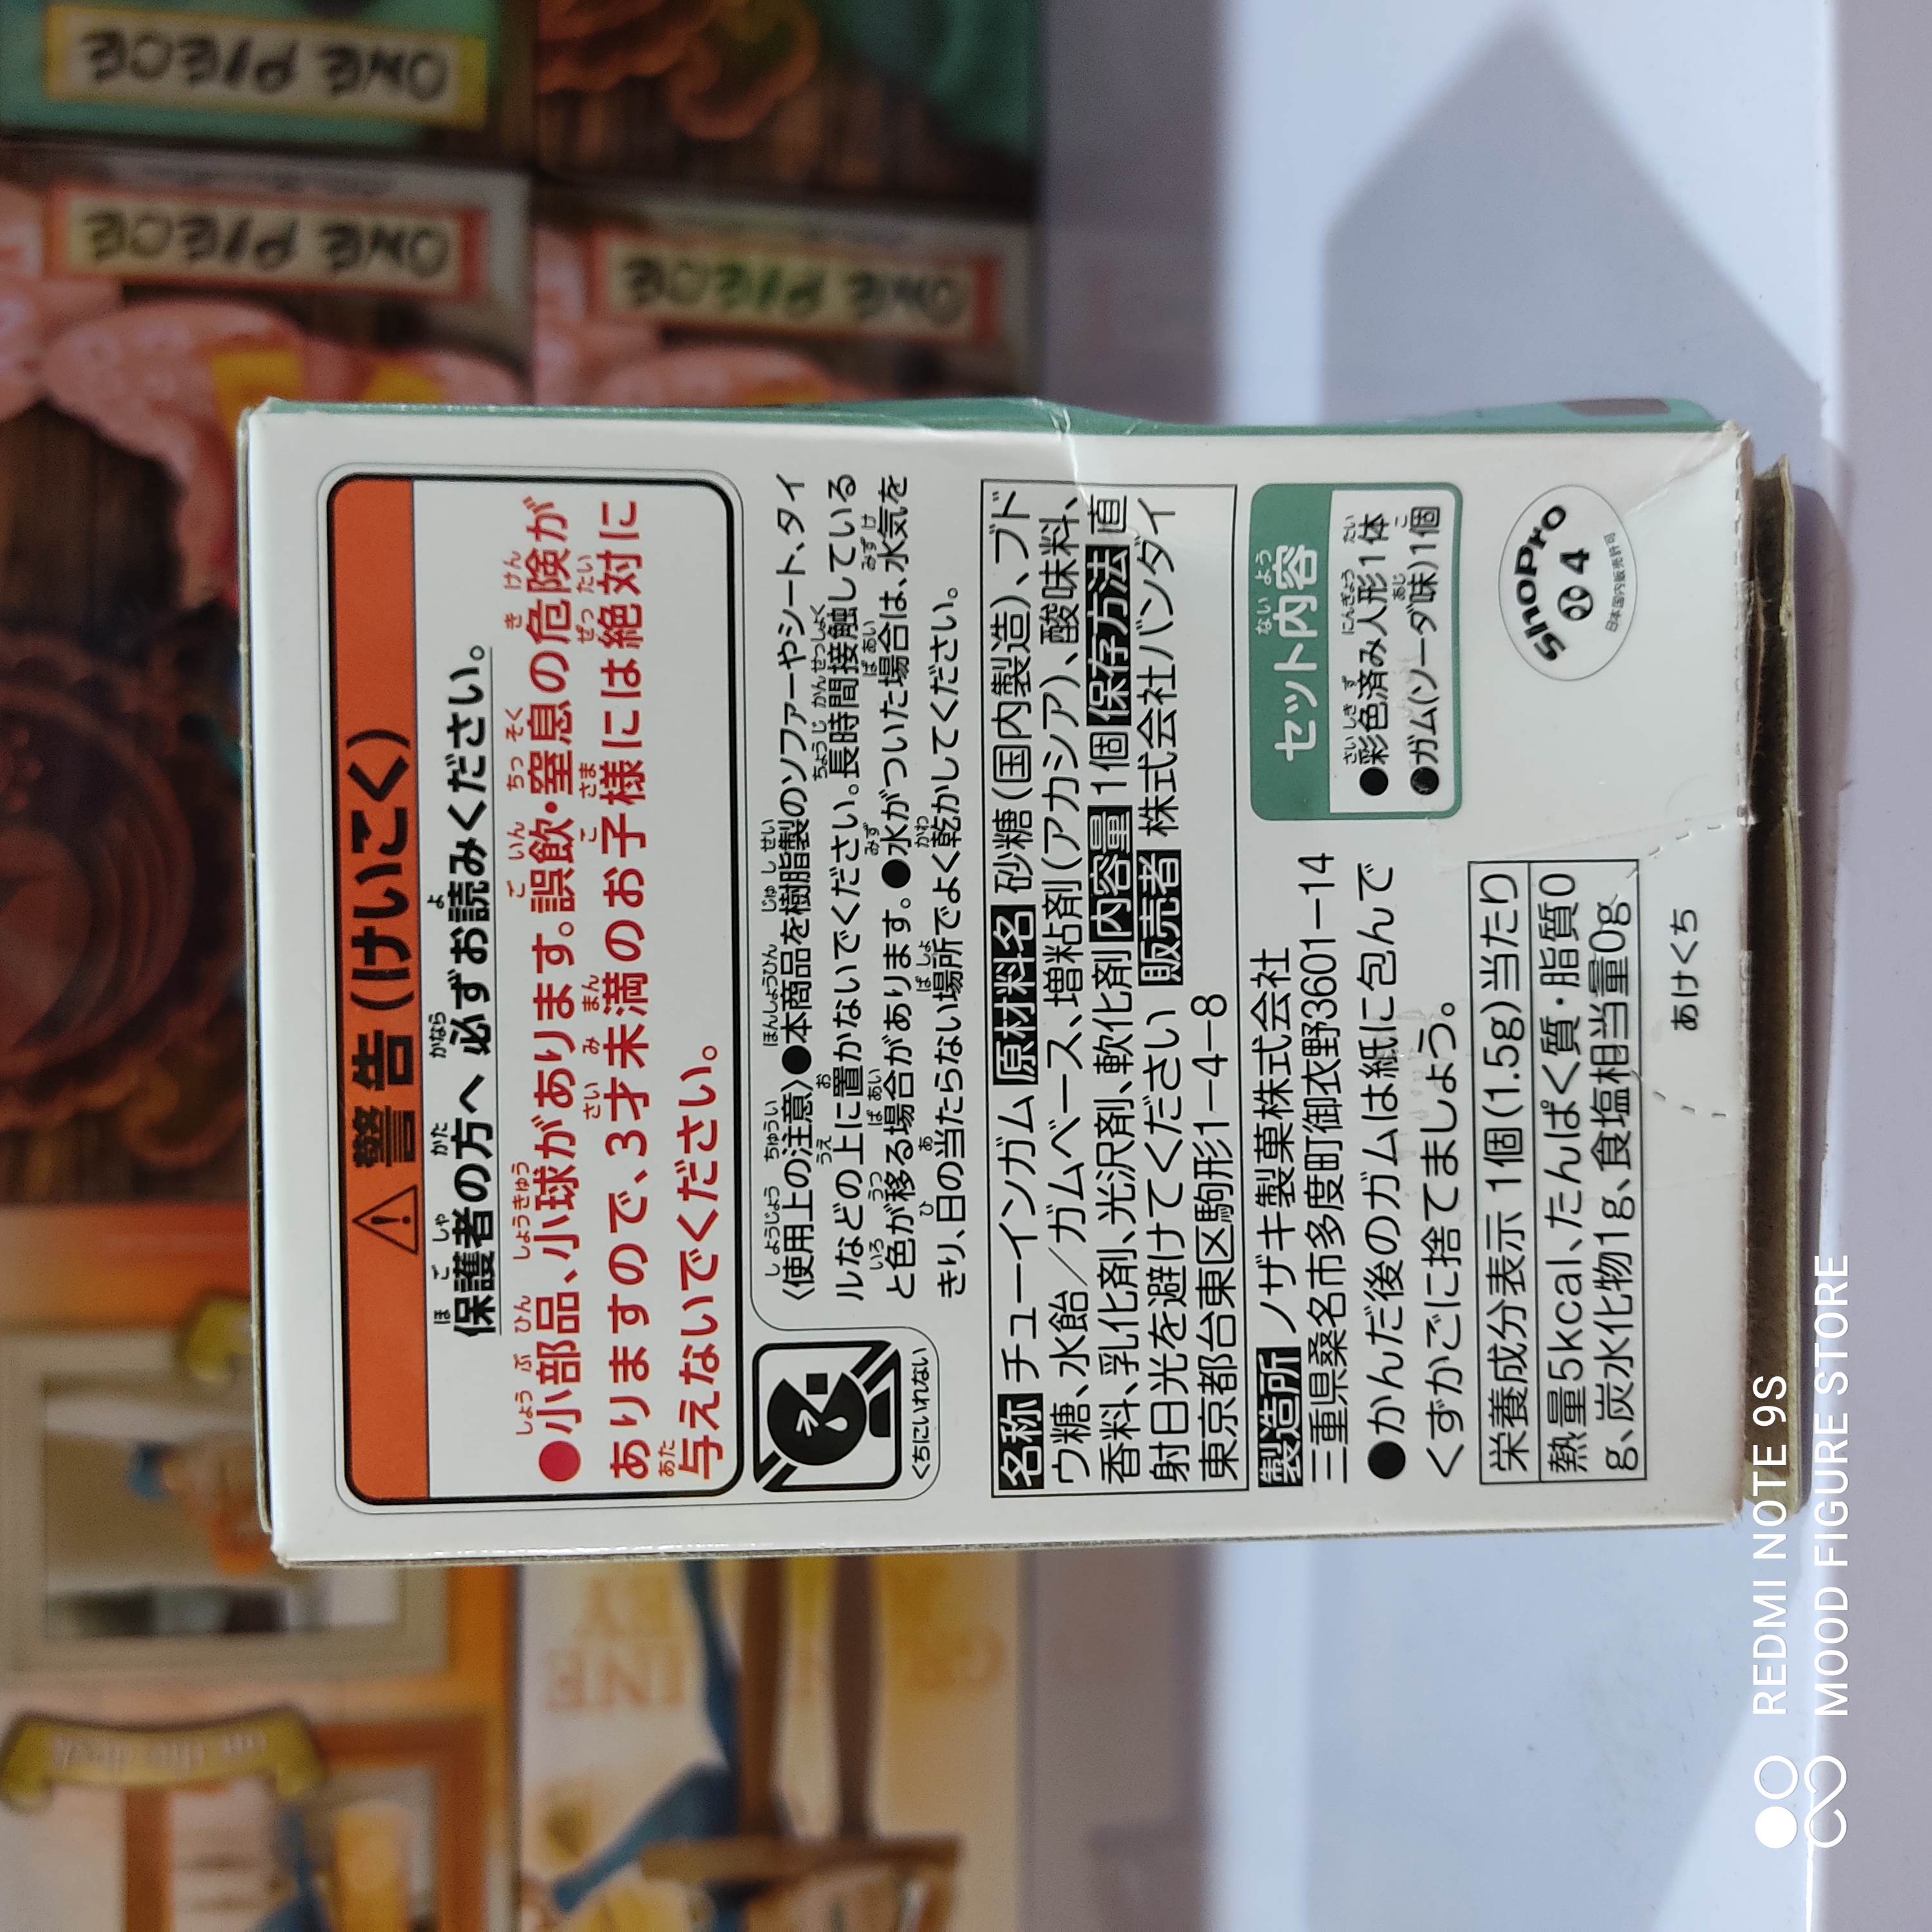 ⚠警告(けいこく)
保護者の方へ 必ずお読みください。
●小部品、小球があります。誤飲・窒息の危険が
ありますので、3才未満のお子様には絶対に
与えないでください。
くちにいれない
〈使用上の注意〉●本商品を樹脂製のソファーやシート、タイ
ルなどの上に置かないでください。長時間接触している
と色が移る場合があります。●水がついた場合は、水気を
きり、日の当たらない場所でよく乾かしてください。
名称 チューインガム 原材料名 砂糖(国内製造)、ブド
ウ糖、水飴/ガムベース、増粘剤(アカシア)、酸味料、
香料、乳化剤、光沢剤、軟化剤 内容量 1個 保存方法 直
射日光を避けてください 販売者 株式会社バンダイ
東京都台東区駒形1-4-8
製造所 ノザキ製菓株式会社
三重県桑名市多度町御衣野3601-14
●かんだ後のガムは紙に包んで
くずかごに捨てましょう。
栄養成分表示 1個(1.5g)当たり
熱量5kcal、たんぱく質・脂質0
g、炭水化物1g、食塩相当量0g
セット内容
●彩色済み人形1体
●ガム(ソーダ味)1個
ShoPro
4
日本国内販売許可
あけくち
ONE PIECE
ONE PIECE
ONE PIECE
REDMI NOTE 9S
MOOD FIGURE STORE